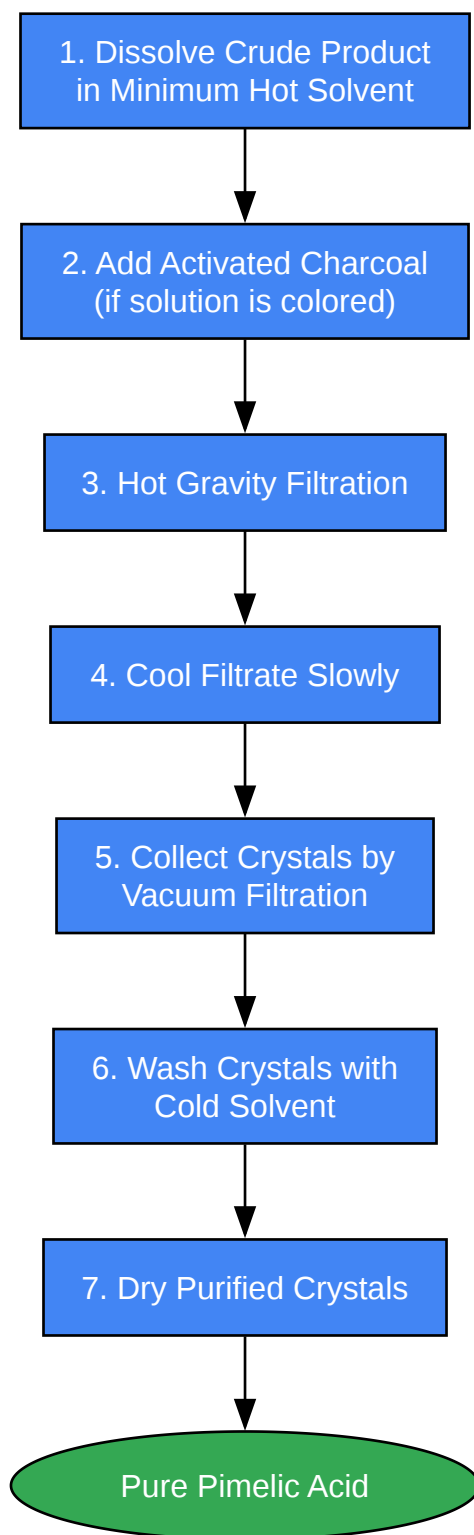 1. Dissolve Crude Product
in Minimum Hot Solvent
2. Add Activated Charcoal
(if solution is colored)
3. Hot Gravity Filtration
4. Cool Filtrate Slowly
5. Collect Crystals by
Vacuum Filtration
6. Wash Crystals with
Cold Solvent
7. Dry Purified Crystals
Pure Pimelic Acid